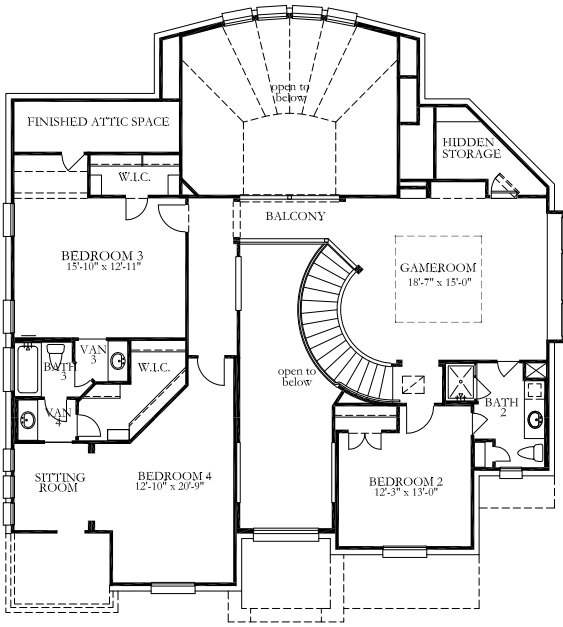 open to
below
FINISHED ATTIC SPACE
HIDDEN
STORAGE
W.I.C.
BALCONY
BEDROOM 3
15'-10" x 12'-11"
GAMEROOM
18'-7" x 15'-0"
VAN
3
BATH
3
W.I.C.
open to
below
VAN
4
BATH
2
SITTING
ROOM
BEDROOM 4
12'-10" x 20'-9"
BEDROOM 2
12'-3" x 13'-0"